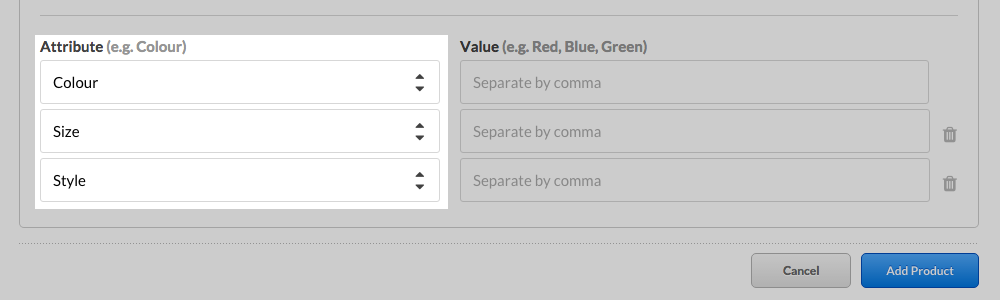 Attribute (e.g. Colour) Value (e.g. Red, Blue, Green)
Colour Separate by comma
Size Separate by comma
Style Separate by comma
Cancel Add Product